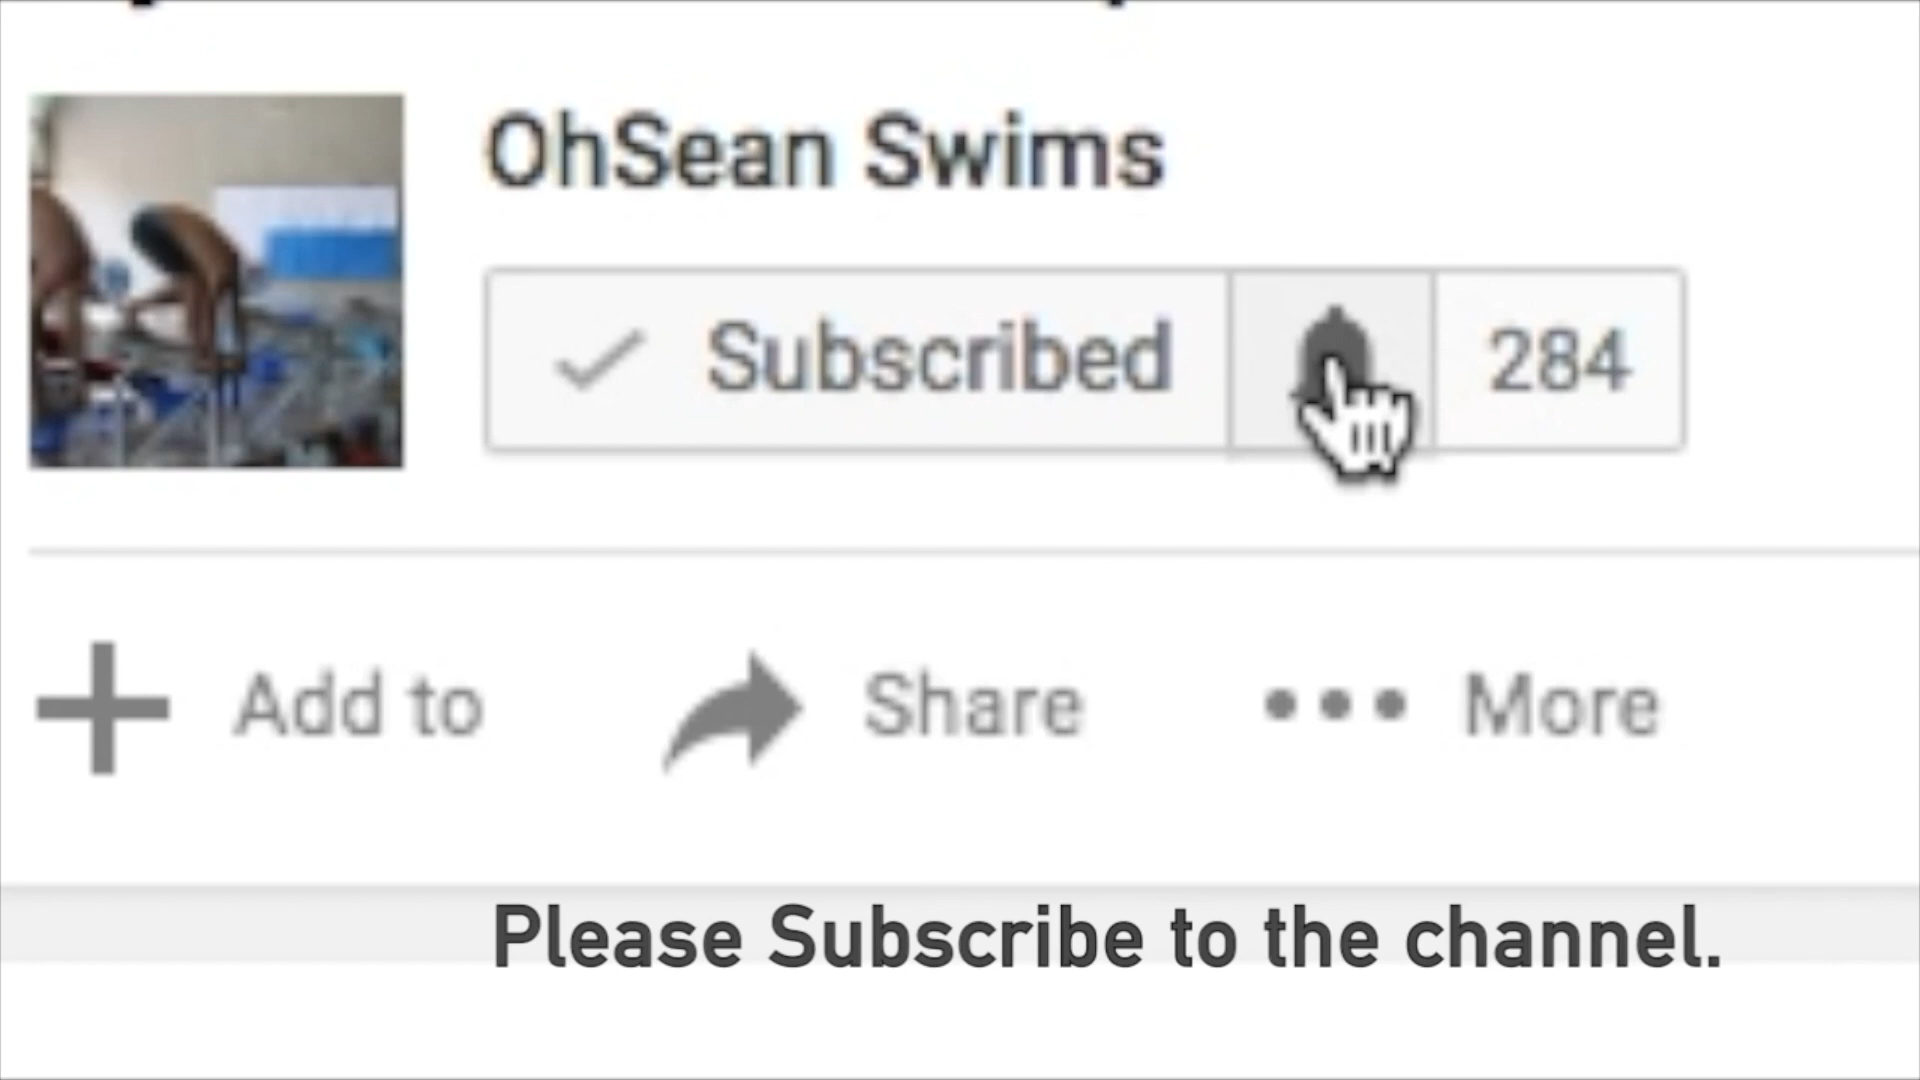 OhSean Swims
Subscribed 284
Add to Share More
Please Subscribe to the channel.